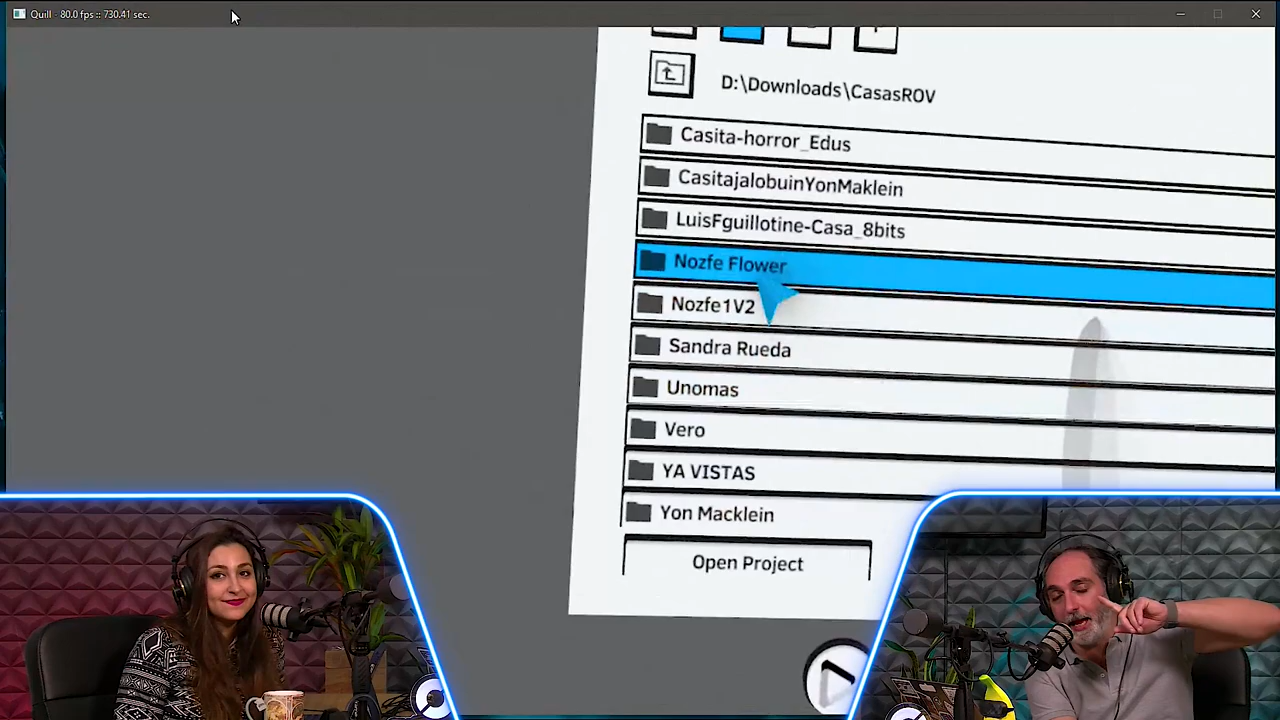 Quill - 80.0 fps :: 730.41 sec.
D:\Downloads\CasasROV
Casita-horror_Edus
CasitajalobuinYonMaklein
LuisFguillotine-Casa_8bits
Nozfe Flower
Nozfe1V2
Sandra Rueda
Unomas
Vero
YA VISTAS
Yon Macklein
Open Project